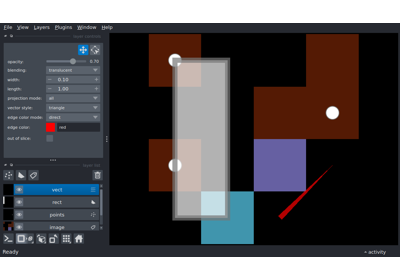 File View Layers Plugins Window Help
opacity: 0.70
blending: translucent
width: 0.10
length: 1.00
projection mode: all
vector style: triangle
edge color mode: direct
edge color: red
out of slice:
vect
rect
points
image
Ready
activity